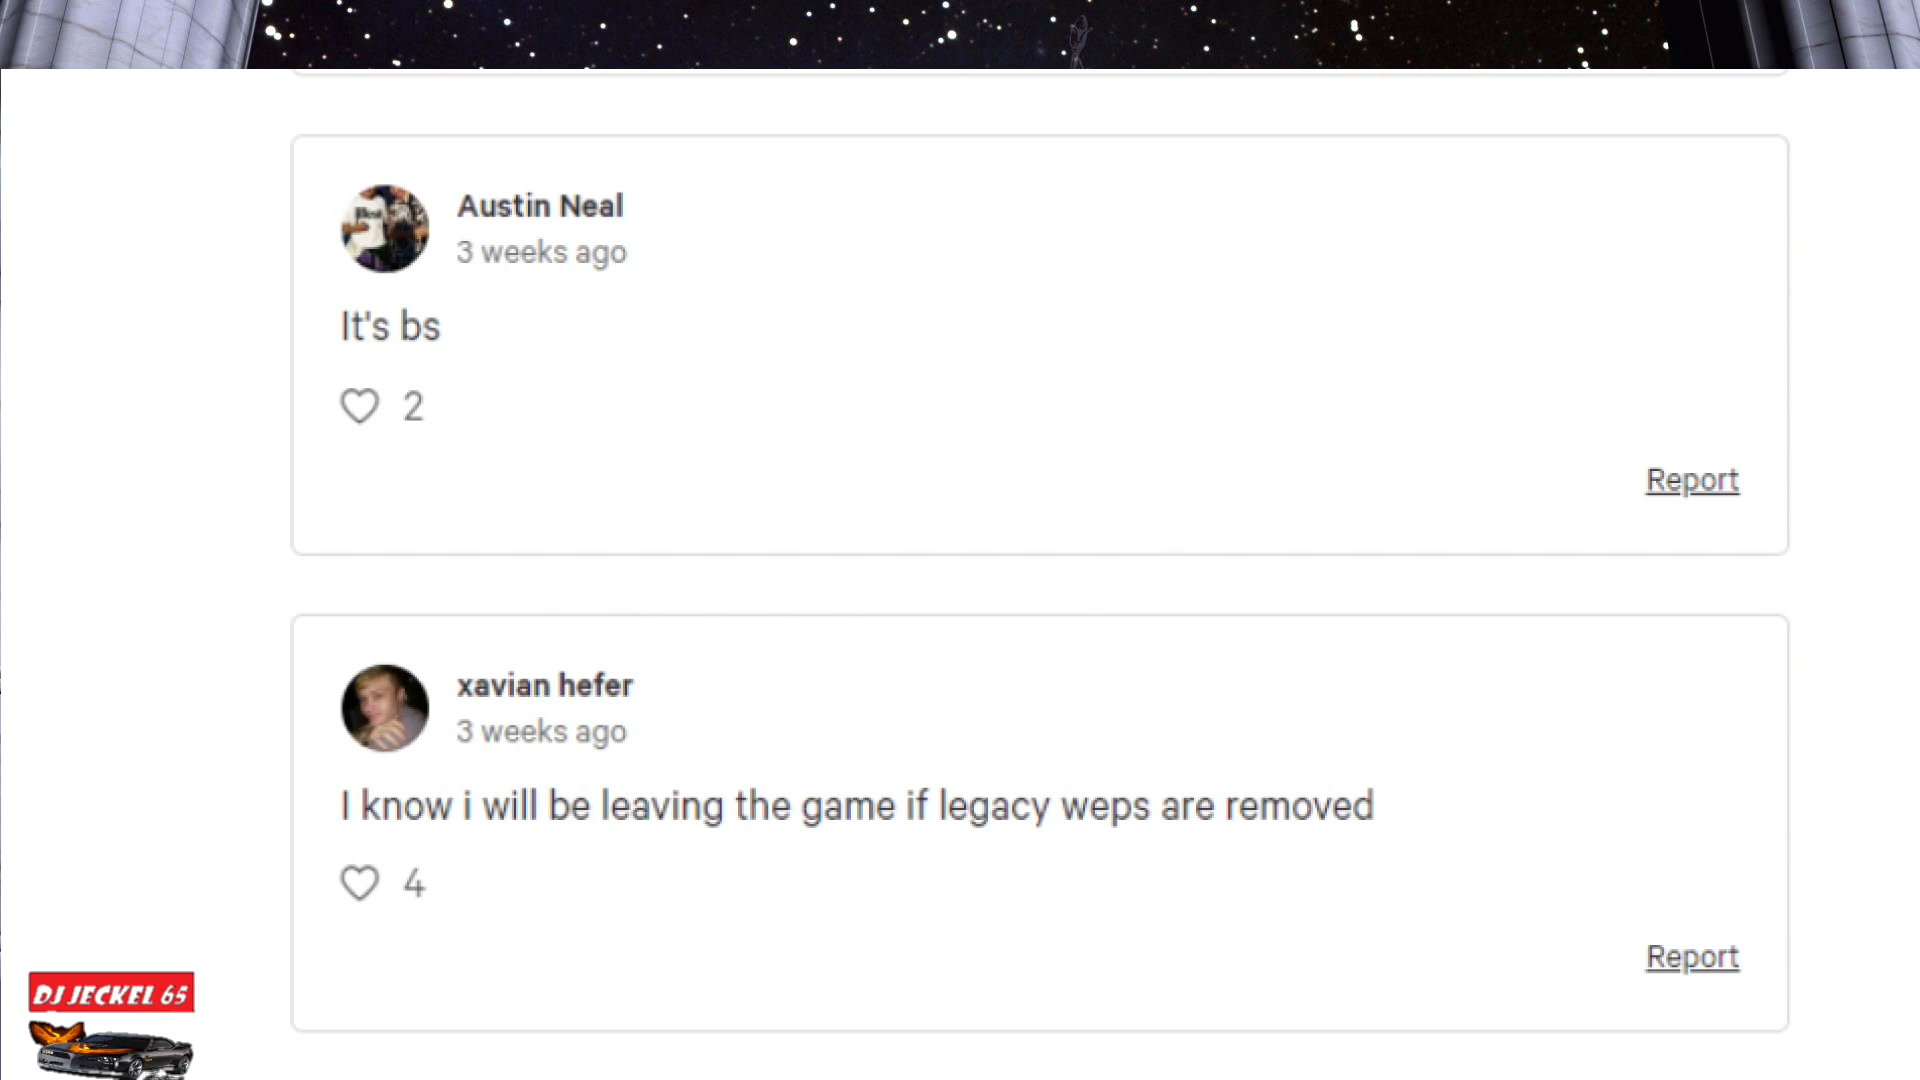 Austin Neal
3 weeks ago
It's bs
2
Report
xavian hefer
3 weeks ago
I know i will be leaving the game if legacy weps are removed
4
Report
DJ JECKEL 65